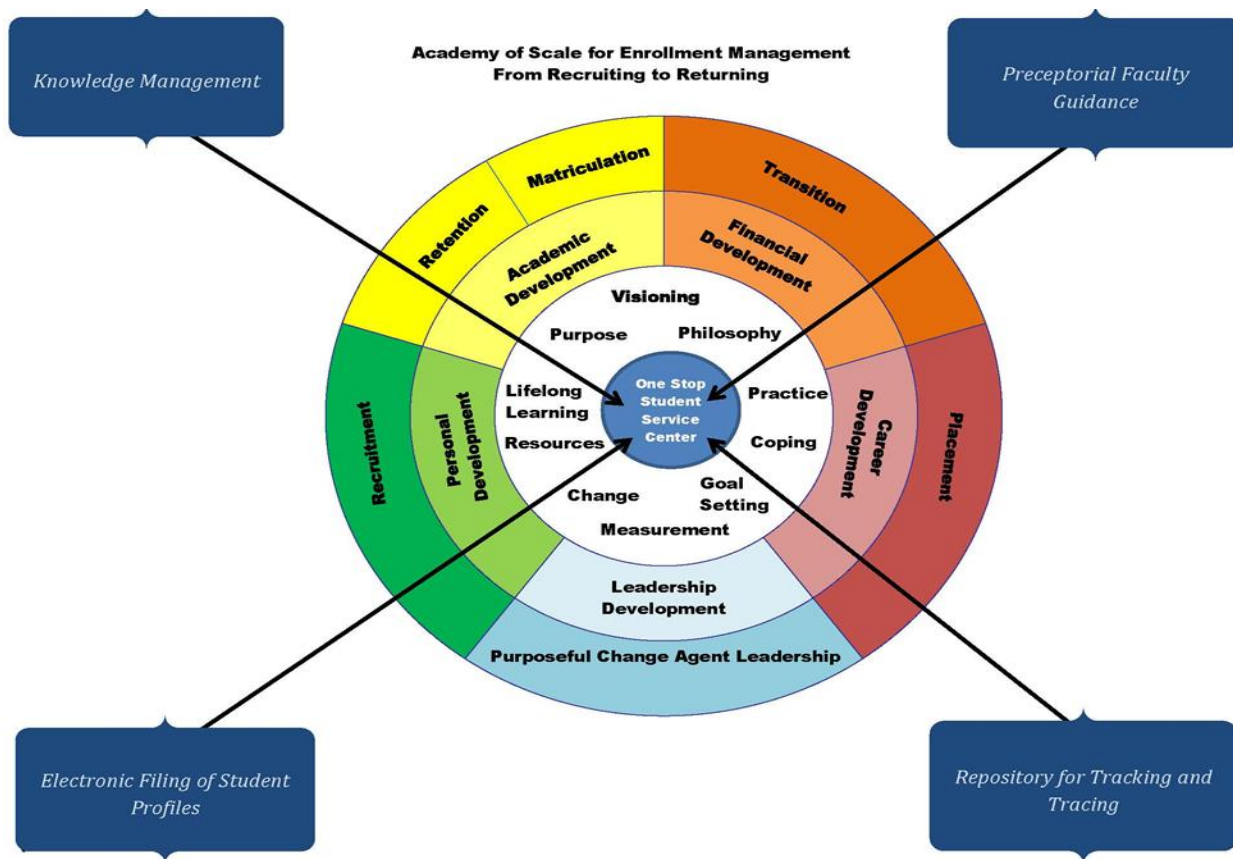 Academy of Scale for Enrollment Management
From Recruiting to Returning
Knowledge Management
Preceptorial Faculty
Guidance
Matriculation
Retention
Transition
Academic
Development
Financial
Development
Visioning
Purpose
Philosophy
Recruitment
Personal
Development
Lifelong
Learning
Resources
One Stop
Student
Service
Center
Practice
Coping
Career
Development
Placement
Change
Goal
Setting
Measurement
Leadership
Development
Purposeful Change Agent Leadership
Electronic Filing of Student
Profiles
Repository for Tracking and
Tracing